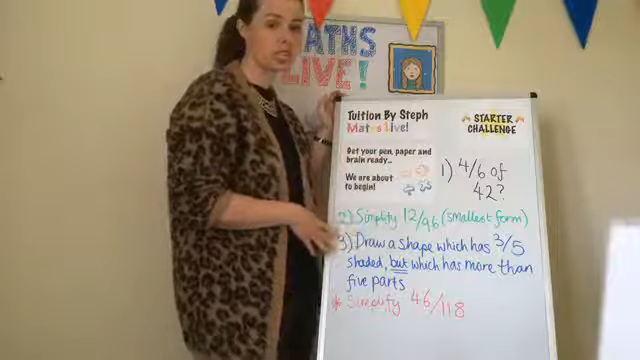 MATHS
LIVE!
Tuition By Steph
Maths Live!
STARTER
CHALLENGE
Get your pen, paper and
brain ready...
We are about
to begin!
1) 4/6 of
42?
2) Simplify 12/96 (smallest form)
3) Draw a shape which has 3/5
shaded, but which has more than
five parts
* Simplify 46/118